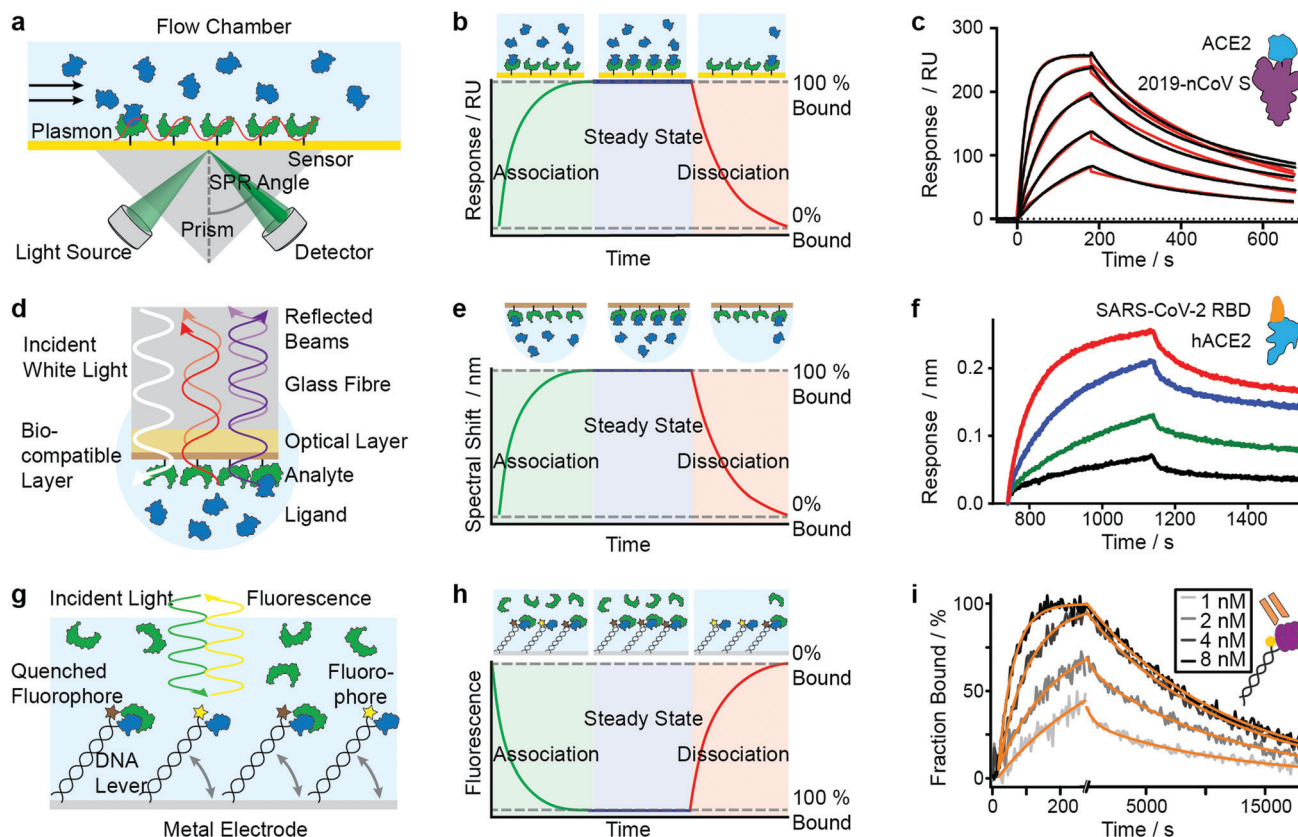 a
Flow Chamber
Plasmon
Sensor
SPR Angle
Prism
Light Source
Detector
b
Response / RU
100 %
Bound
Steady State
Association
Dissociation
0%
Bound
Time
c
ACE2
2019-nCoV S
Response / RU
300
200
100
0
0
200
400
600
Time / s
d
Incident
White Light
Reflected
Beams
Glass Fibre
Bio-
compatible
Layer
Optical Layer
Analyte
Ligand
e
Spectral Shift / nm
100 %
Bound
Steady State
Association
Dissociation
0%
Bound
Time
f
SARS-CoV-2 RBD
hACE2
Response / nm
0.2
0.1
0.0
800
1000
1200
1400
Time / s
g
Incident Light
Fluorescence
Quenched
Fluorophore
Fluoro-
phore
DNA
Lever
Metal Electrode
h
Fluorescence
0%
Bound
Steady State
Association
Dissociation
100 %
Bound
Time
i
1 nM
2 nM
4 nM
8 nM
Fraction Bound / %
100
50
0
0
200
5000
15000
Time / s